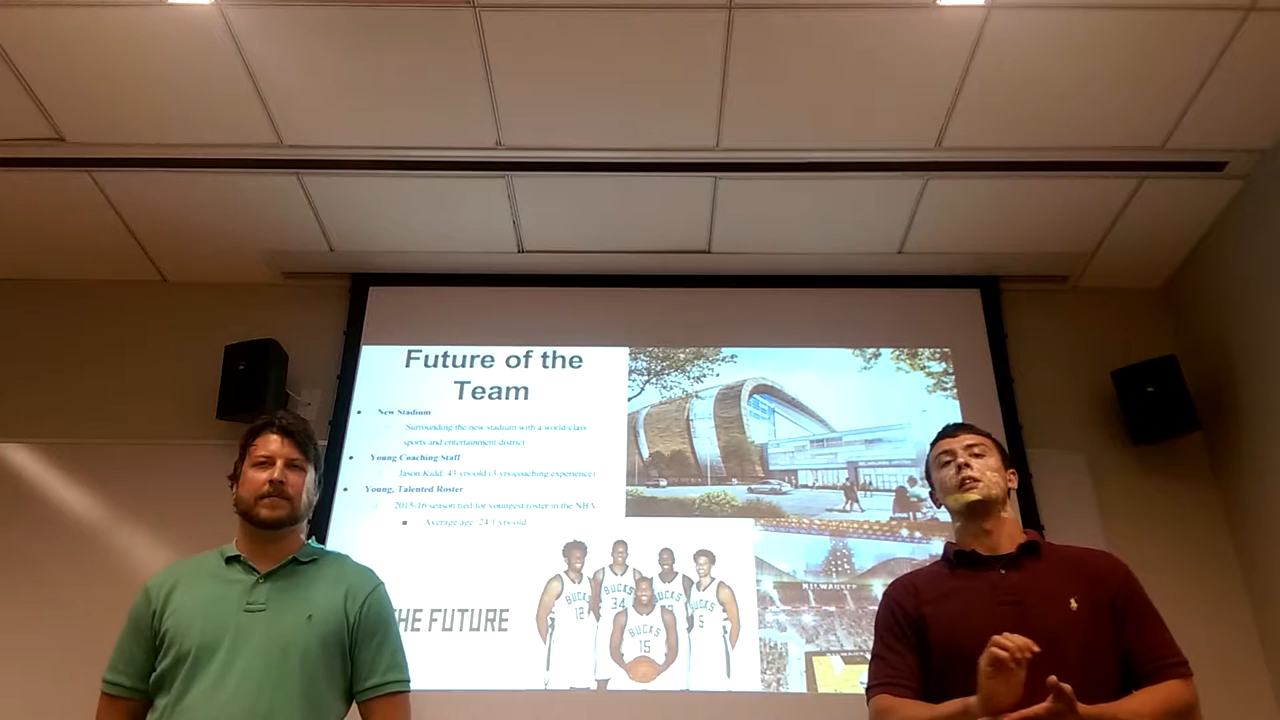 Future of the
Team
New Stadium
Surrounding the new stadium with a world-class
sports and entertainment district
Young Coaching Staff
Jason Kidd: 43 yrs-old (3 yrs-coaching experience)
Young, Talented Roster
2015-16 season tied for youngest roster in the NBA
Average age: 24.1 yrs-old
HE FUTURE
BUCKS
12
BUCKS
34
BUCKS
BUCKS
5
BUCKS
15
MILWAUKEE